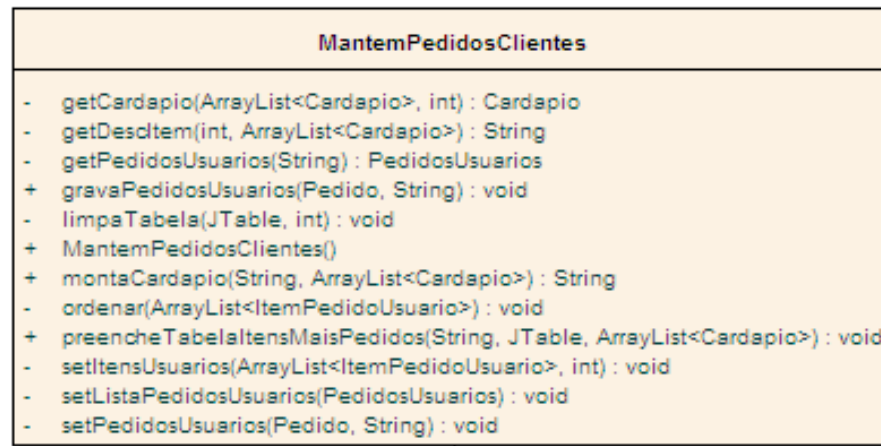 MantemPedidosClientes
- getCardapio(ArrayList<Cardapio>, int) : Cardapio
- getDescItem(int, ArrayList<Cardapio>) : String
- getPedidosUsuarios(String) : PedidosUsuarios
+ gravaPedidosUsuarios(Pedido, String) : void
- limpaTabela(JTable, int) : void
+ MantemPedidosClientes()
+ montaCardapio(String, ArrayList<Cardapio>) : String
- ordenar(ArrayList<ItemPedidoUsuario>) : void
+ preencheTabelaItensMaisPedidos(String, JTable, ArrayList<Cardapio>) : void
- setItensUsuarios(ArrayList<ItemPedidoUsuario>, int) : void
- setListaPedidosUsuarios(PedidosUsuarios) : void
- setPedidosUsuarios(Pedido, String) : void